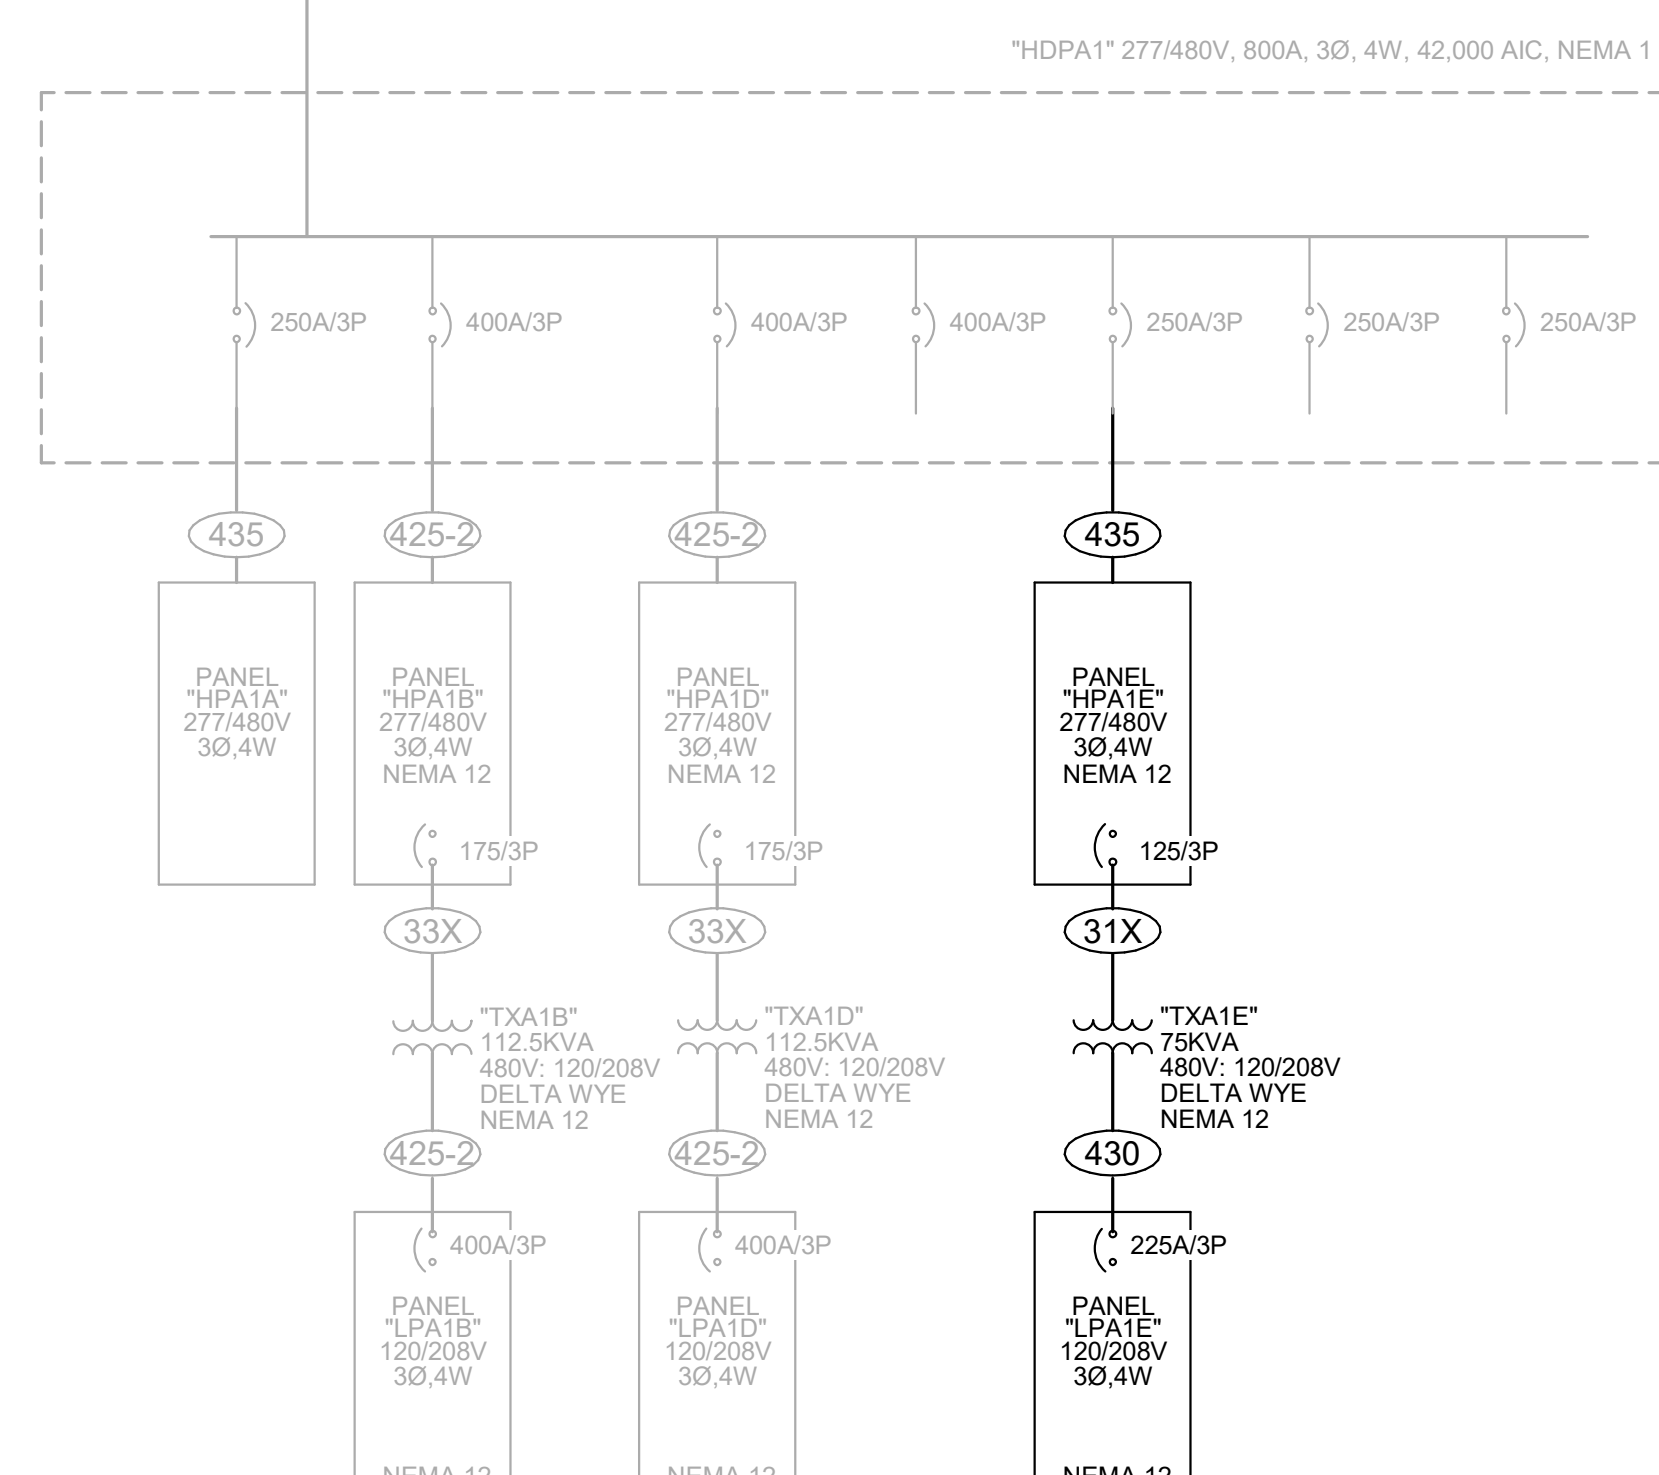 "HDPA1" 277/480V, 800A, 3Ø, 4W, 42,000 AIC, NEMA 1
250A/3P
400A/3P
400A/3P
400A/3P
250A/3P
250A/3P
250A/3P
435
425-2
425-2
435
PANEL
"HPA1A"
277/480V
3Ø,4W
PANEL
"HPA1B"
277/480V
3Ø,4W
NEMA 12
175/3P
PANEL
"HPA1D"
277/480V
3Ø,4W
NEMA 12
175/3P
PANEL
"HPA1E"
277/480V
3Ø,4W
NEMA 12
125/3P
33X
33X
31X
"TXA1B"
112.5KVA
480V: 120/208V
DELTA WYE
NEMA 12
"TXA1D"
112.5KVA
480V: 120/208V
DELTA WYE
NEMA 12
"TXA1E"
75KVA
480V: 120/208V
DELTA WYE
NEMA 12
425-2
425-2
430
400A/3P
PANEL
"LPA1B"
120/208V
3Ø,4W
NEMA 12
400A/3P
PANEL
"LPA1D"
120/208V
3Ø,4W
NEMA 12
225A/3P
PANEL
"LPA1E"
120/208V
3Ø,4W
NEMA 12